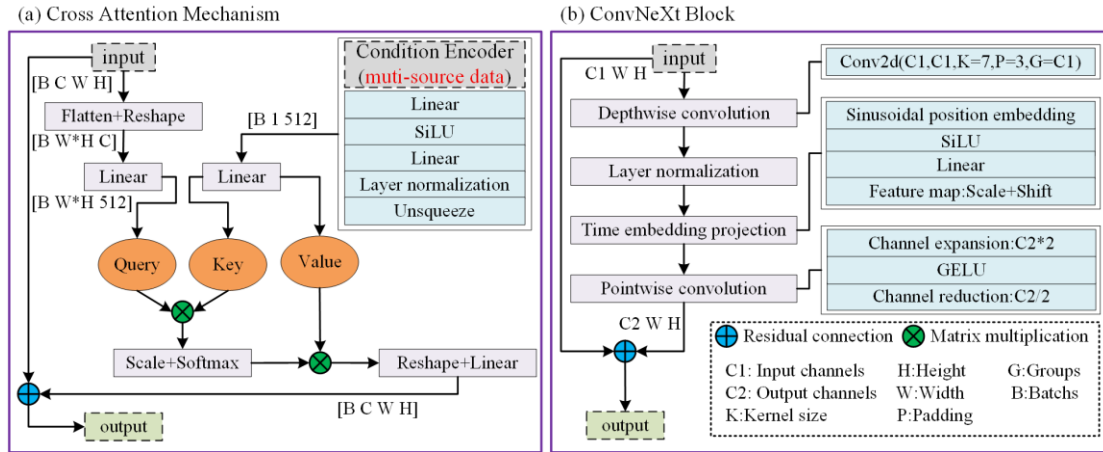 (a) Cross Attention Mechanism
input
[B C W H]
Flatten+Reshape
[B W*H C]
Linear
Linear
[B 1 512]
[B W*H 512]
Query
Key
Value
Scale+Softmax
Reshape+Linear
[B C W H]
output
Condition Encoder
(muti-source data)
Linear
SiLU
Linear
Layer normalization
Unsqueeze
(b) ConvNeXt Block
input
C1 W H
Depthwise convolution
Layer normalization
Time embedding projection
Pointwise convolution
C2 W H
output
Conv2d(C1,C1,K=7,P=3,G=C1)
Sinusoidal position embedding
SiLU
Linear
Feature map:Scale+Shift
Channel expansion:C2*2
GELU
Channel reduction:C2/2
Residual connection Matrix multiplication
C1: Input channels H:Height G:Groups
C2: Output channels W:Width B:Batchs
K:Kernel size P:Padding